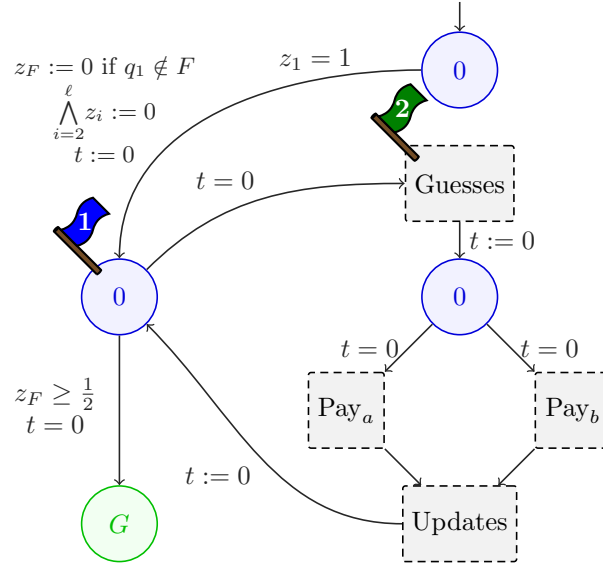 0
z_1 = 1
z_F := 0 if q_1 ∉ F
⋀_{i=2}^{ℓ} z_i := 0
t := 0
2
t = 0
Guesses
1
t := 0
0
0
t = 0
t = 0
z_F ≥ 1/2
t = 0
Pay_a
Pay_b
t := 0
G
Updates